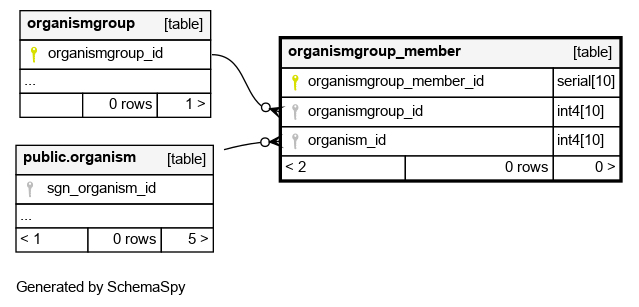 organismgroup [table]
organismgroup_id
...
0 rows 1 >
organismgroup_member [table]
organismgroup_member_id serial[10]
organismgroup_id int4[10]
organism_id int4[10]
< 2 0 rows 0 >
public.organism [table]
sgn_organism_id
...
< 1 0 rows 5 >
Generated by SchemaSpy